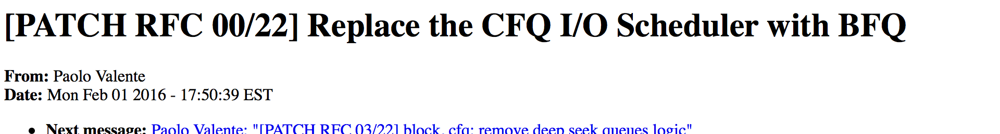 [PATCH RFC 00/22] Replace the CFQ I/O Scheduler with BFQ
From: Paolo Valente
Date: Mon Feb 01 2016 - 17:50:39 EST
• Next message: Paolo Valente: "[PATCH RFC 03/22] block, cfq: remove deep seek queues logic"